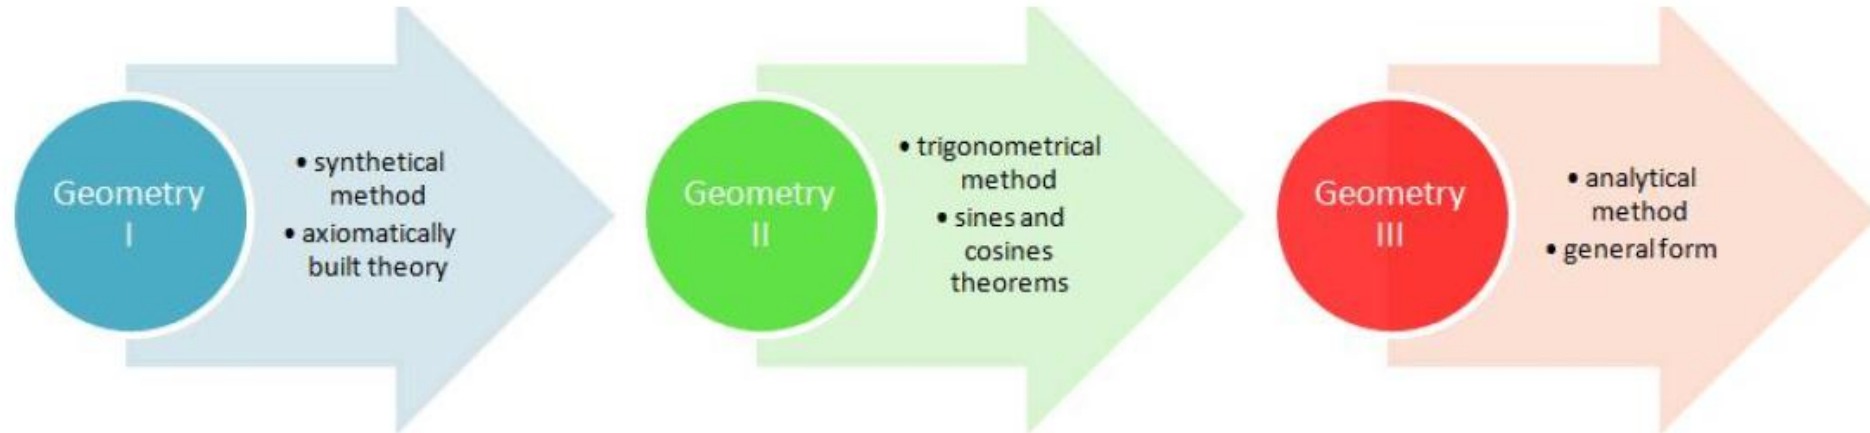 Geometry
I
• synthetical
method
• axiomatically
built theory
Geometry
II
• trigonometrical
method
• sines and
cosines
theorems
Geometry
III
• analytical
method
• general form